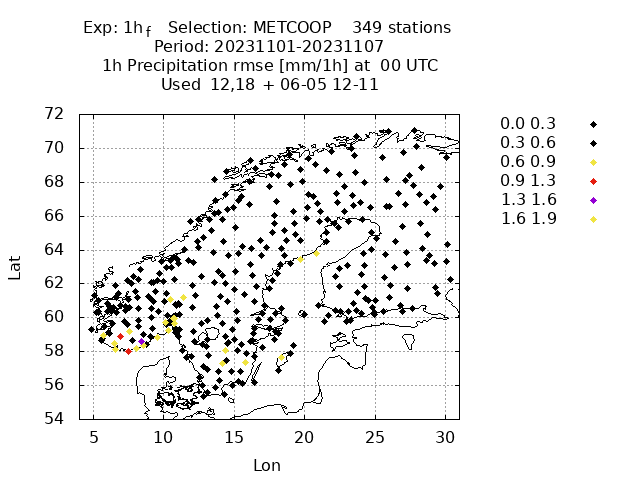 Exp: 1h_f   Selection: METCOOP    349 stations
Period: 20231101-20231107
1h Precipitation rmse [mm/1h] at  00 UTC
Used  12,18 + 06-05 12-11
72
70
68
66
64
62
60
58
56
54
Lat
5 10 15 20 25 30
Lon
0.0 0.3
0.3 0.6
0.6 0.9
0.9 1.3
1.3 1.6
1.6 1.9